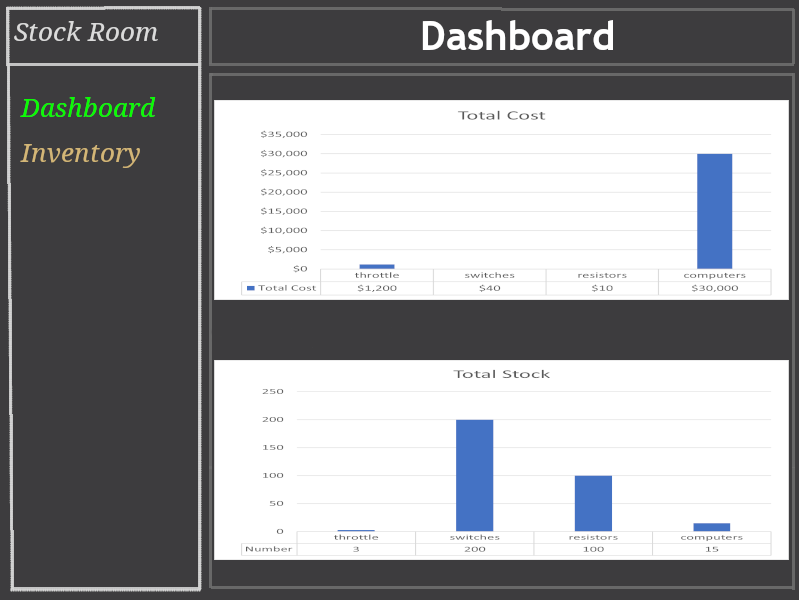 Stock Room
Dashboard
Dashboard
Inventory
Total Cost
$35,000
$30,000
$25,000
$20,000
$15,000
$10,000
$5,000
$0
throttle switches resistors computers
Total Cost $1,200 $40 $10 $30,000
Total Stock
250
200
150
100
50
0
throttle switches resistors computers
Number 3 200 100 15